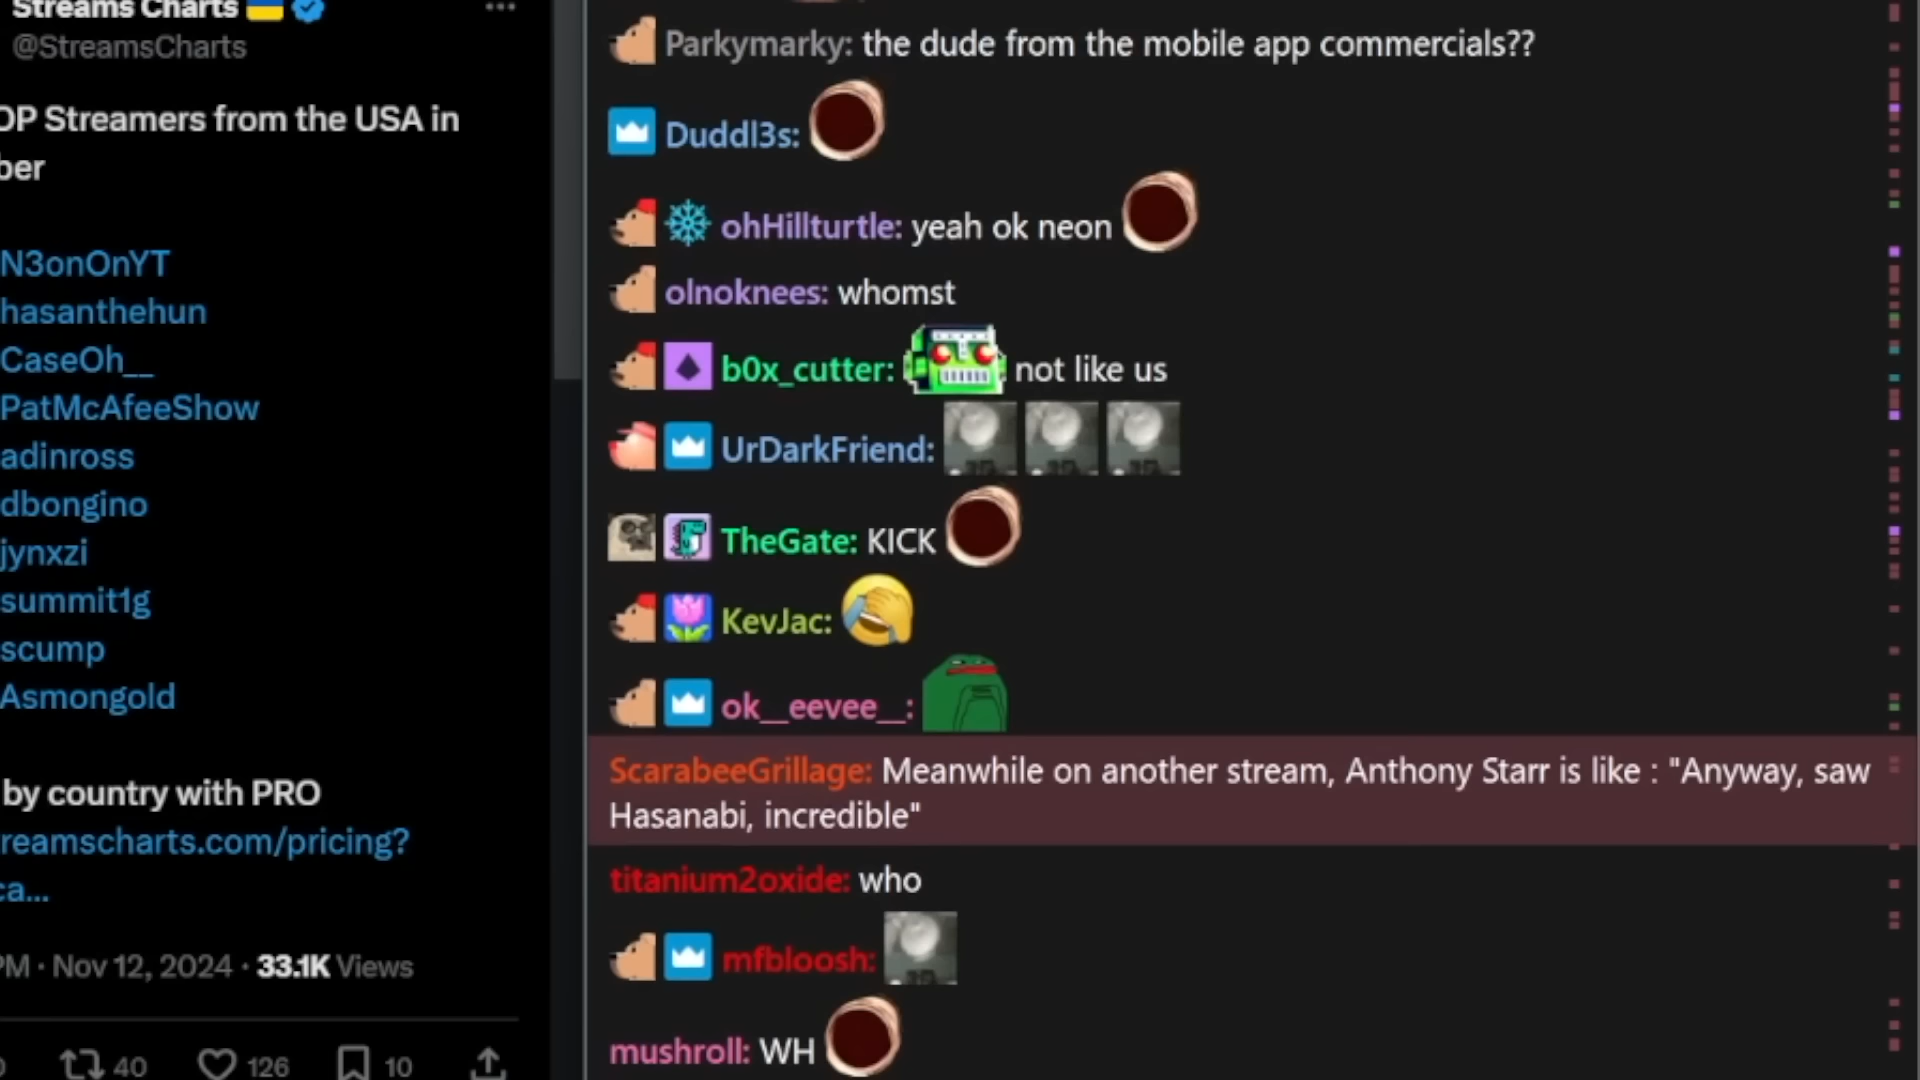 Streams Charts
@StreamsCharts
OP Streamers from the USA in
ber
N3onOnYT
hasanthehun
CaseOh__
PatMcAfeeShow
adinross
dbongino
jynxzi
summit1g
scump
Asmongold
by country with PRO
reamscharts.com/pricing?
ca...
PM · Nov 12, 2024 · 33.1K Views
40 126 10
Parkymarky: the dude from the mobile app commercials??
Duddl3s:
ohHillturtle: yeah ok neon
olnoknees: whomst
b0x_cutter: not like us
UrDarkFriend:
TheGate: KICK
KevJac:
ok__eevee__:
ScarabeeGrillage: Meanwhile on another stream, Anthony Starr is like : "Anyway, saw
Hasanabi, incredible"
titanium2oxide: who
mfbloosh:
mushroll: WH